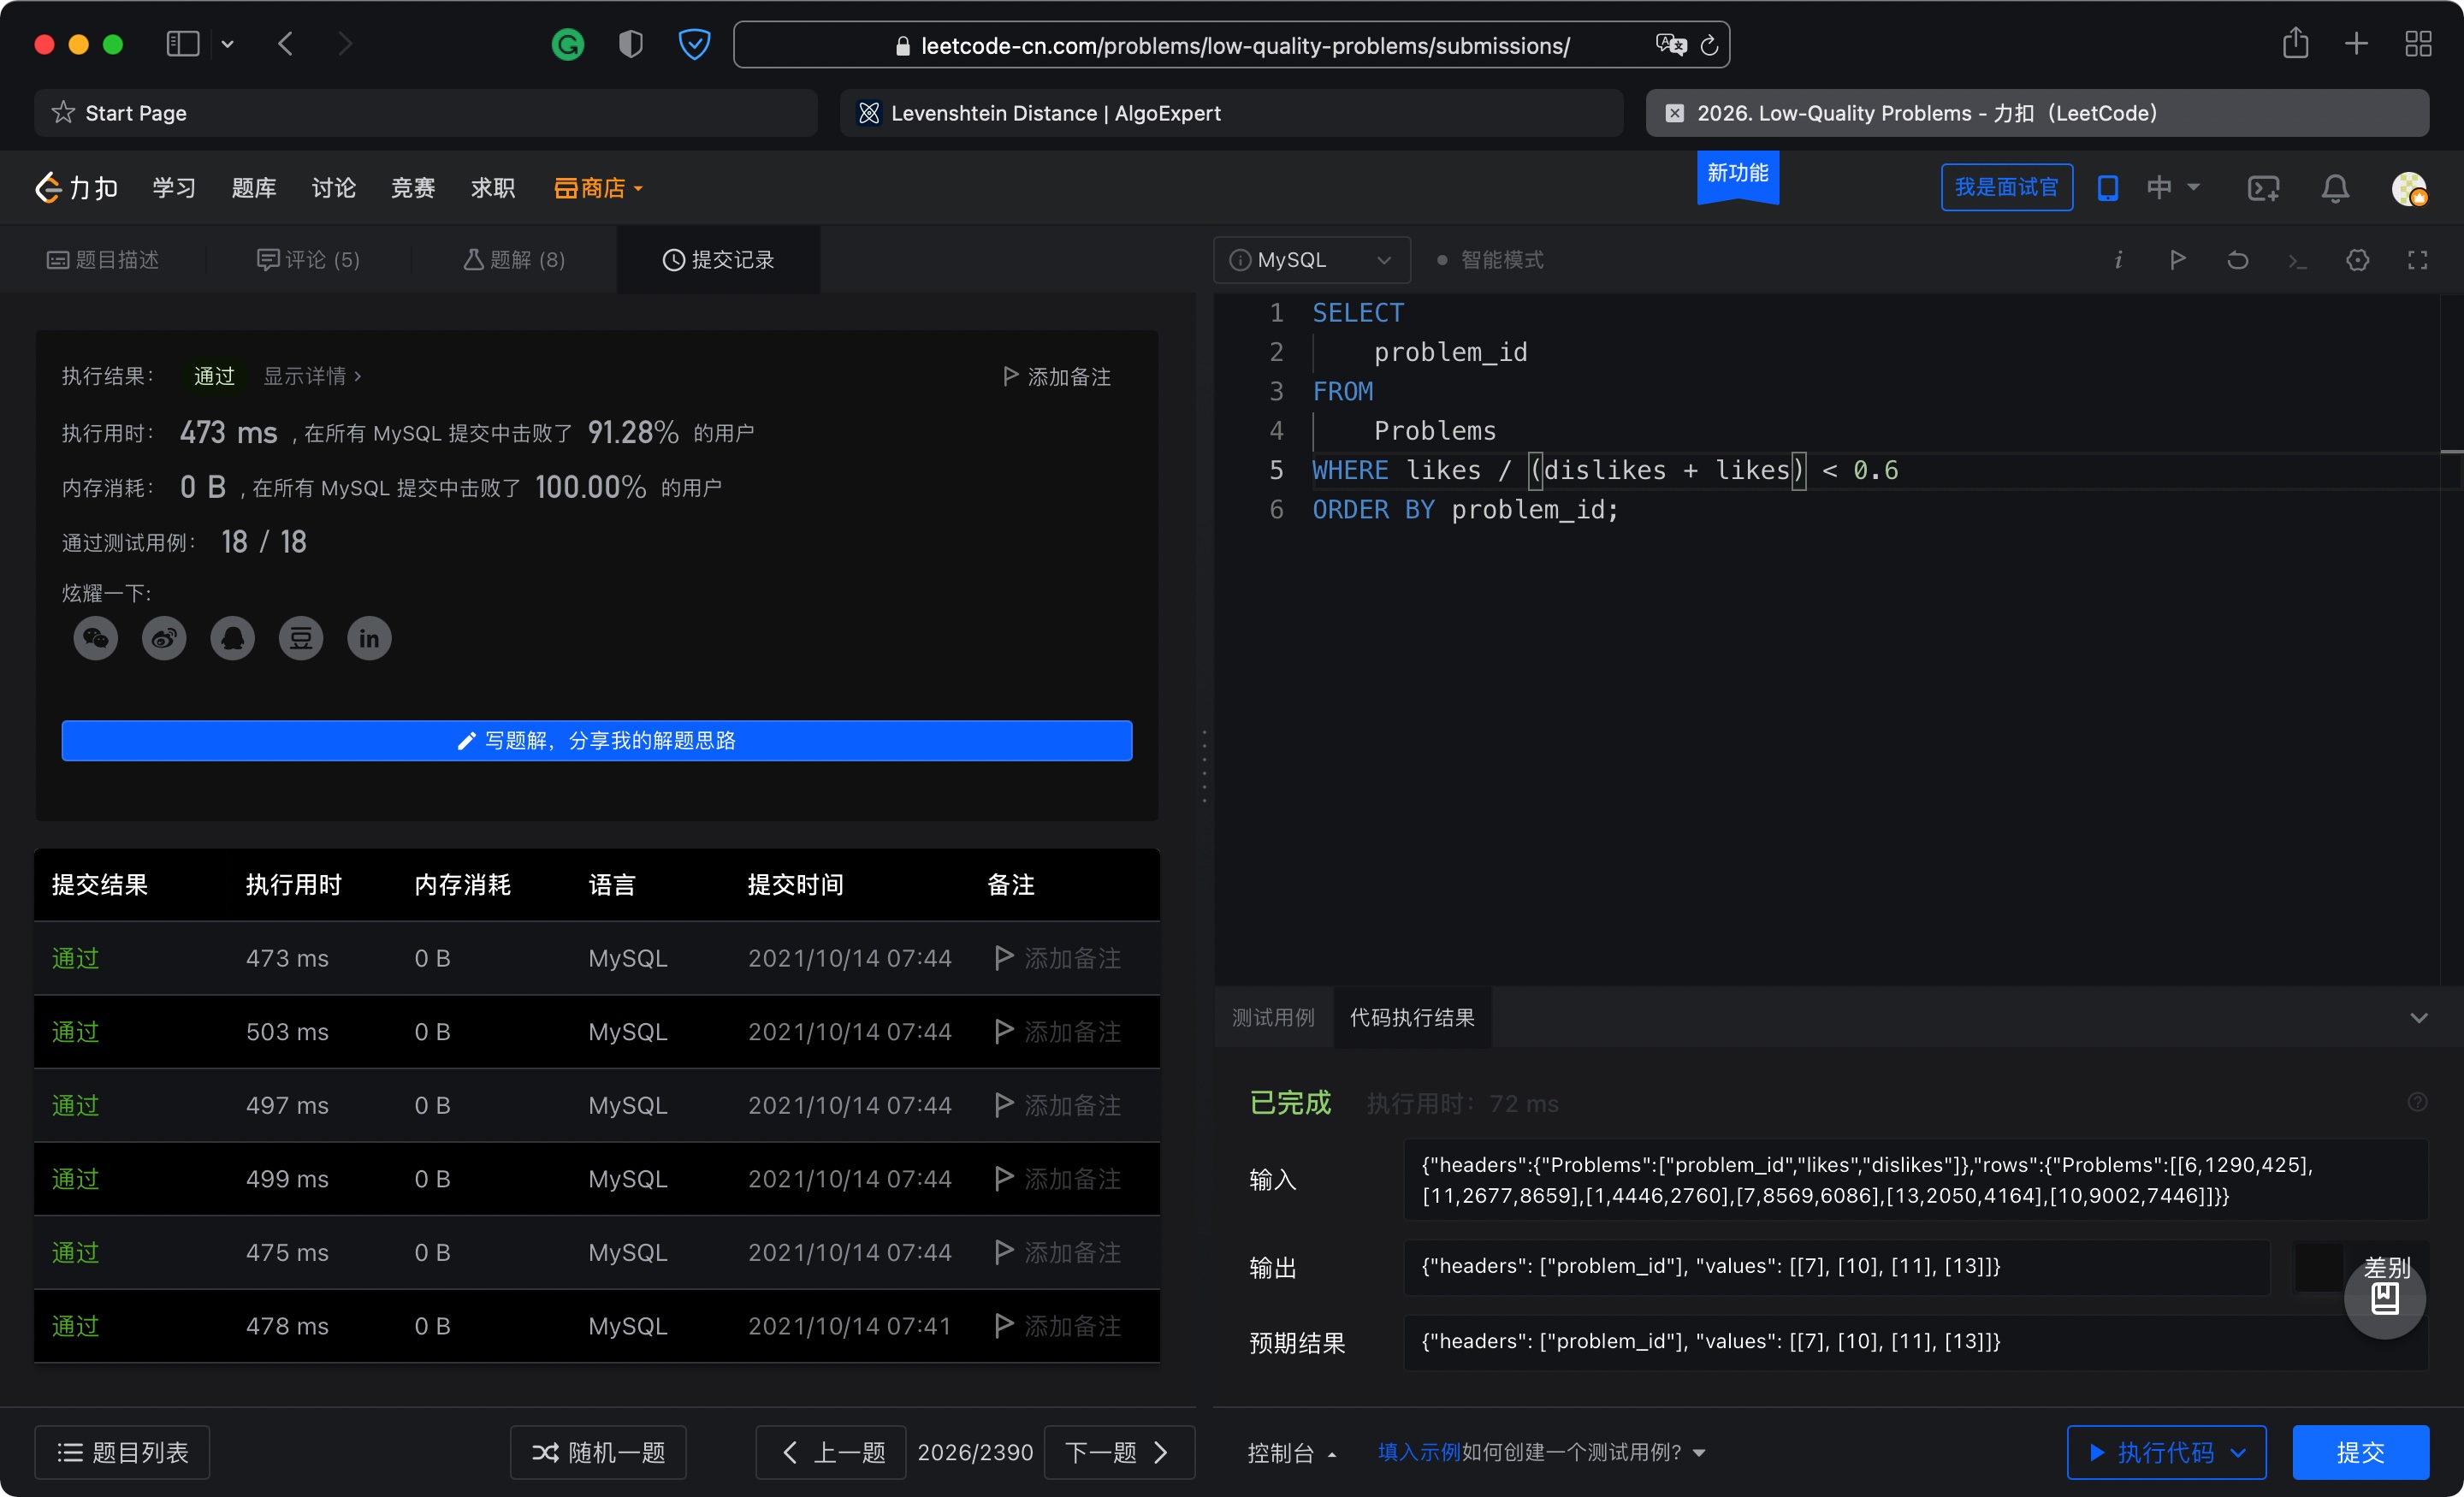 leetcode-cn.com/problems/low-quality-problems/submissions/
Start Page
Levenshtein Distance | AlgoExpert
2026. Low-Quality Problems - 力扣（LeetCode）
力扣 学习 题库 讨论 竞赛 求职 商店
新功能
我是面试官
中
题目描述
评论 (5)
题解 (8)
提交记录
执行结果： 通过 显示详情 >
添加备注
执行用时： 473 ms , 在所有 MySQL 提交中击败了 91.28% 的用户
内存消耗： 0 B , 在所有 MySQL 提交中击败了 100.00% 的用户
通过测试用例： 18 / 18
炫耀一下:
豆
in
写题解，分享我的解题思路
提交结果 执行用时 内存消耗 语言 提交时间 备注
通过 473 ms 0 B MySQL 2021/10/14 07:44 添加备注
通过 503 ms 0 B MySQL 2021/10/14 07:44 添加备注
通过 497 ms 0 B MySQL 2021/10/14 07:44 添加备注
通过 499 ms 0 B MySQL 2021/10/14 07:44 添加备注
通过 475 ms 0 B MySQL 2021/10/14 07:44 添加备注
通过 478 ms 0 B MySQL 2021/10/14 07:41 添加备注
题目列表
随机一题
上一题
2026/2390
下一题
MySQL
智能模式
1 SELECT
2 problem_id
3 FROM
4 Problems
5 WHERE likes / (dislikes + likes) < 0.6
6 ORDER BY problem_id;
测试用例
代码执行结果
已完成 执行用时：72 ms
输入
{"headers":{"Problems":["problem_id","likes","dislikes"]},"rows":{"Problems":[[6,1290,425],
[11,2677,8659],[1,4446,2760],[7,8569,6086],[13,2050,4164],[10,9002,7446]]}}
输出
{"headers": ["problem_id"], "values": [[7], [10], [11], [13]]}
差别
预期结果
{"headers": ["problem_id"], "values": [[7], [10], [11], [13]]}
控制台
填入示例如何创建一个测试用例?
执行代码
提交